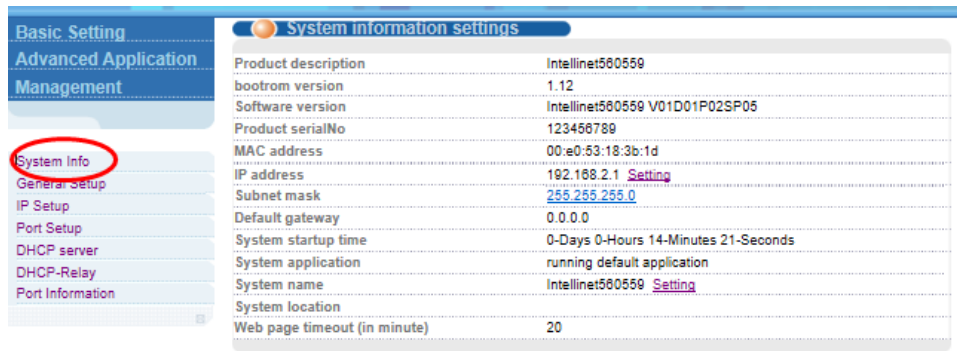 Basic Setting
Advanced Application
Management
System Info
General Setup
IP Setup
Port Setup
DHCP server
DHCP-Relay
Port Information
System information settings
Product description Intellinet560559
bootrom version 1.12
Software version Intellinet560559 V01D01P02SP05
Product serialNo 123456789
MAC address 00:e0:53:18:3b:1d
IP address 192.168.2.1 Setting
Subnet mask 255.255.255.0
Default gateway 0.0.0.0
System startup time 0-Days 0-Hours 14-Minutes 21-Seconds
System application running default application
System name Intellinet560559 Setting
System location
Web page timeout (in minute) 20